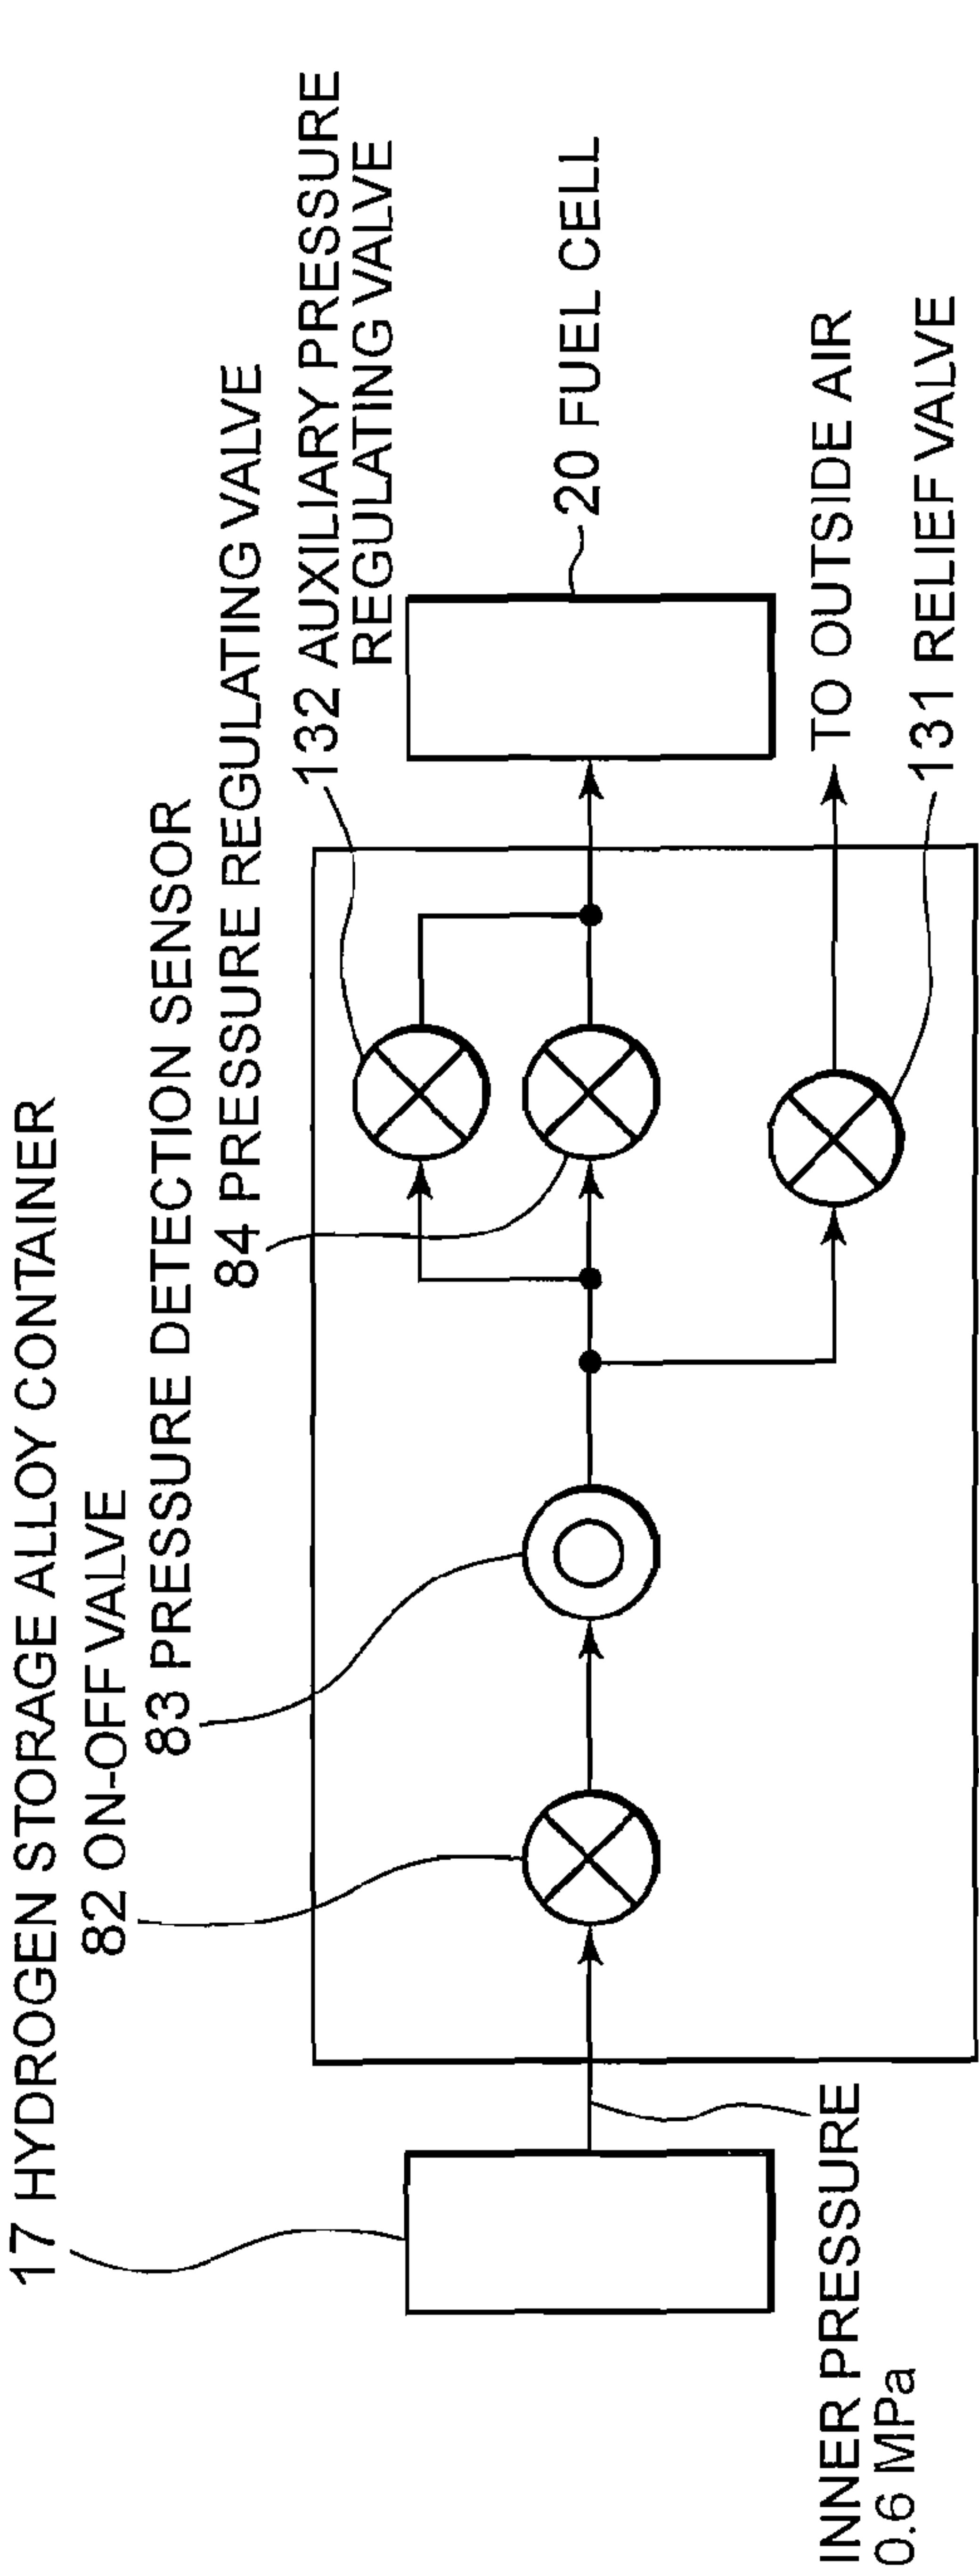 17 HYDROGEN STORAGE ALLOY CONTAINER
82 ON-OFF VALVE
83 PRESSURE DETECTION SENSOR
84 PRESSURE REGULATING VALVE
132 AUXILIARY PRESSURE
REGULATING VALVE
20 FUEL CELL
TO OUTSIDE AIR
131 RELIEF VALVE
INNER PRESSURE
0.6 MPa